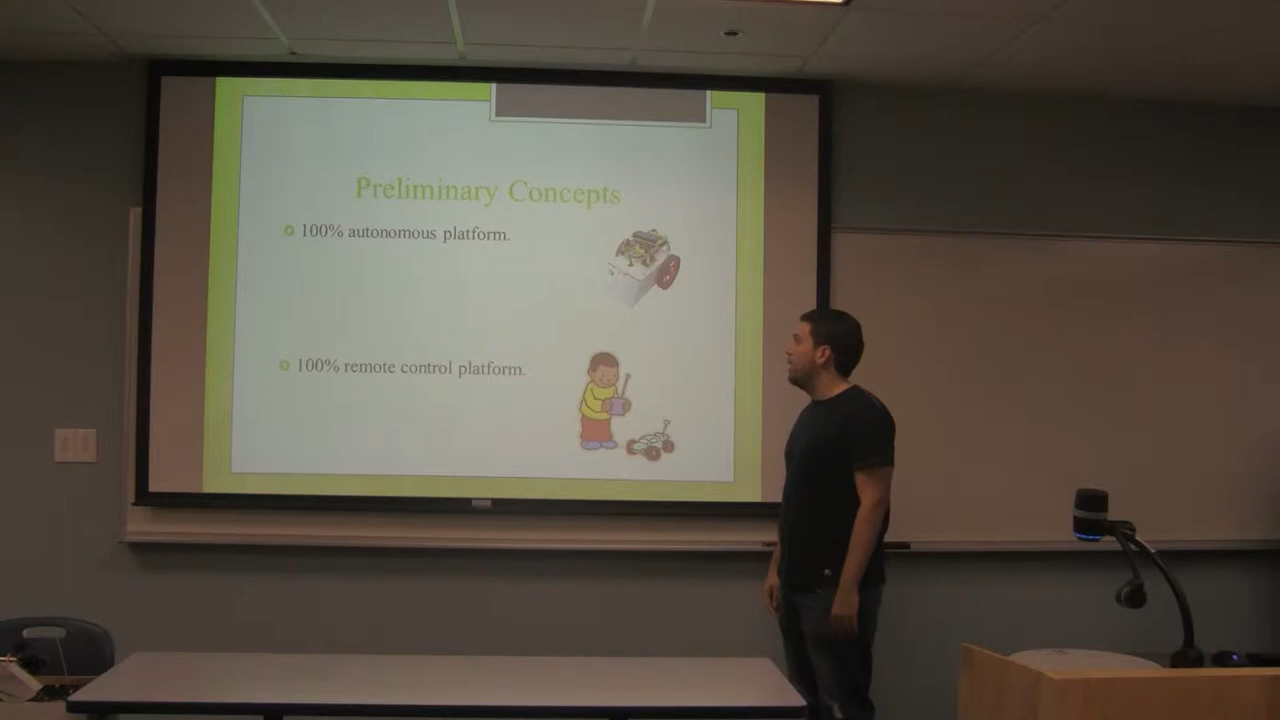 Preliminary Concepts
100% autonomous platform.
100% remote control platform.